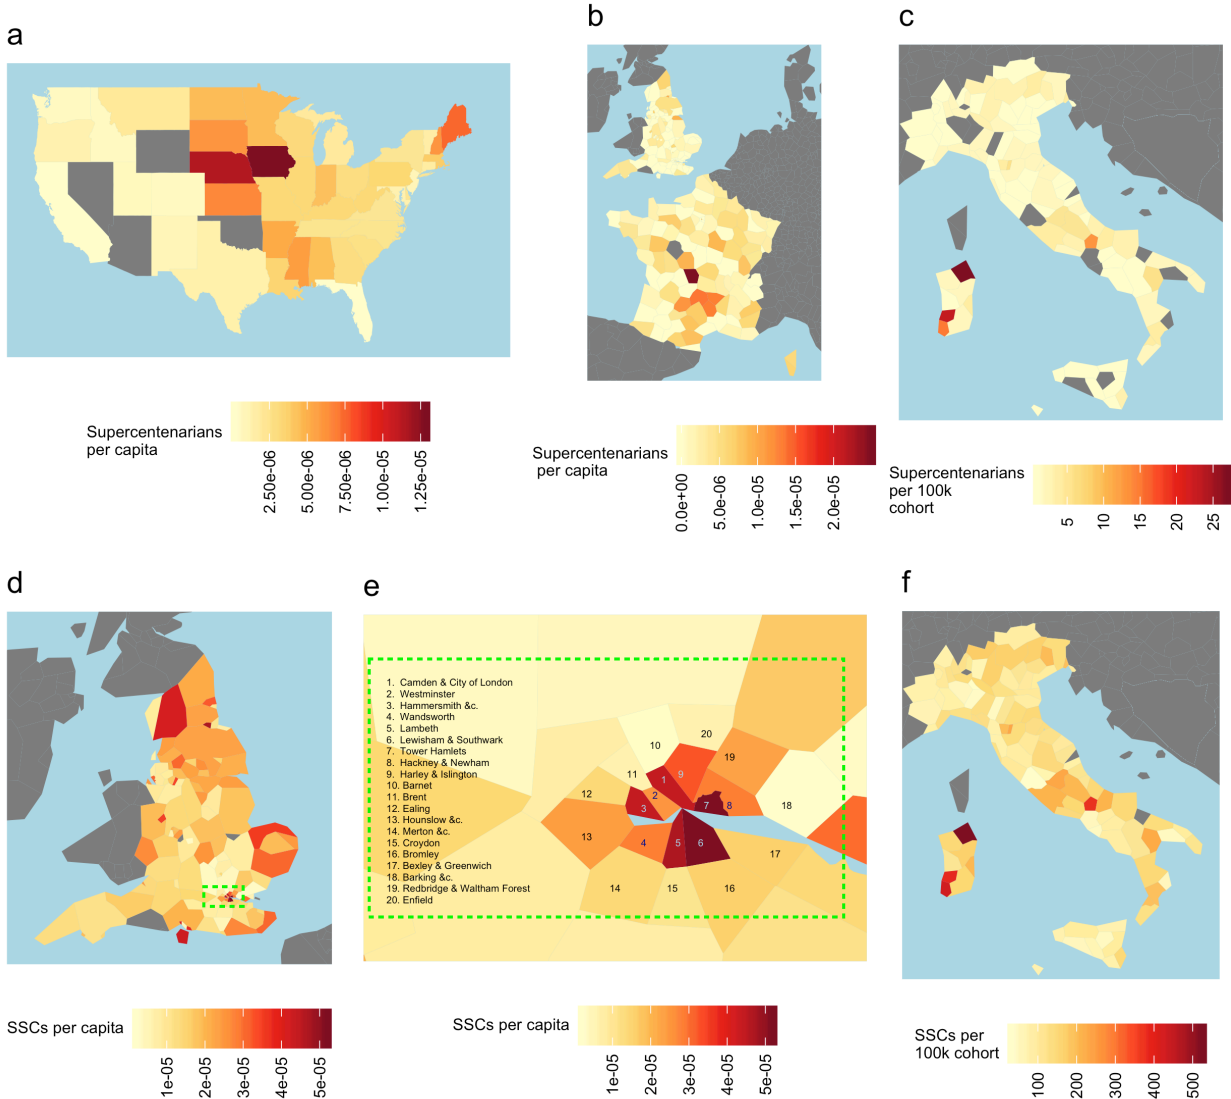 a
b
c
Supercentenarians
per capita
2.50e-06
5.00e-06
7.50e-06
1.00e-05
1.25e-05
Supercentenarians
per capita
0.0e+00
5.0e-06
1.0e-05
1.5e-05
2.0e-05
Supercentenarians
per 100k
cohort
5
10
15
20
25
d
e
f
1. Camden & City of London
2. Westminster
3. Hammersmith &c.
4. Wandsworth
5. Lambeth
6. Lewisham & Southwark
7. Tower Hamlets
8. Hackney & Newham
9. Harley & Islington
10. Barnet
11. Brent
12. Ealing
13. Hounslow &c.
14. Merton &c.
15. Croydon
16. Bromley
17. Bexley & Greenwich
18. Barking &c.
19. Redbridge & Waltham Forest
20. Enfield
20
10
19
11
1
9
12
2
3
7
8
18
13
4
5
6
17
14
15
16
SSCs per capita
1e-05
2e-05
3e-05
4e-05
5e-05
SSCs per capita
1e-05
2e-05
3e-05
4e-05
5e-05
SSCs per
100k cohort
100
200
300
400
500